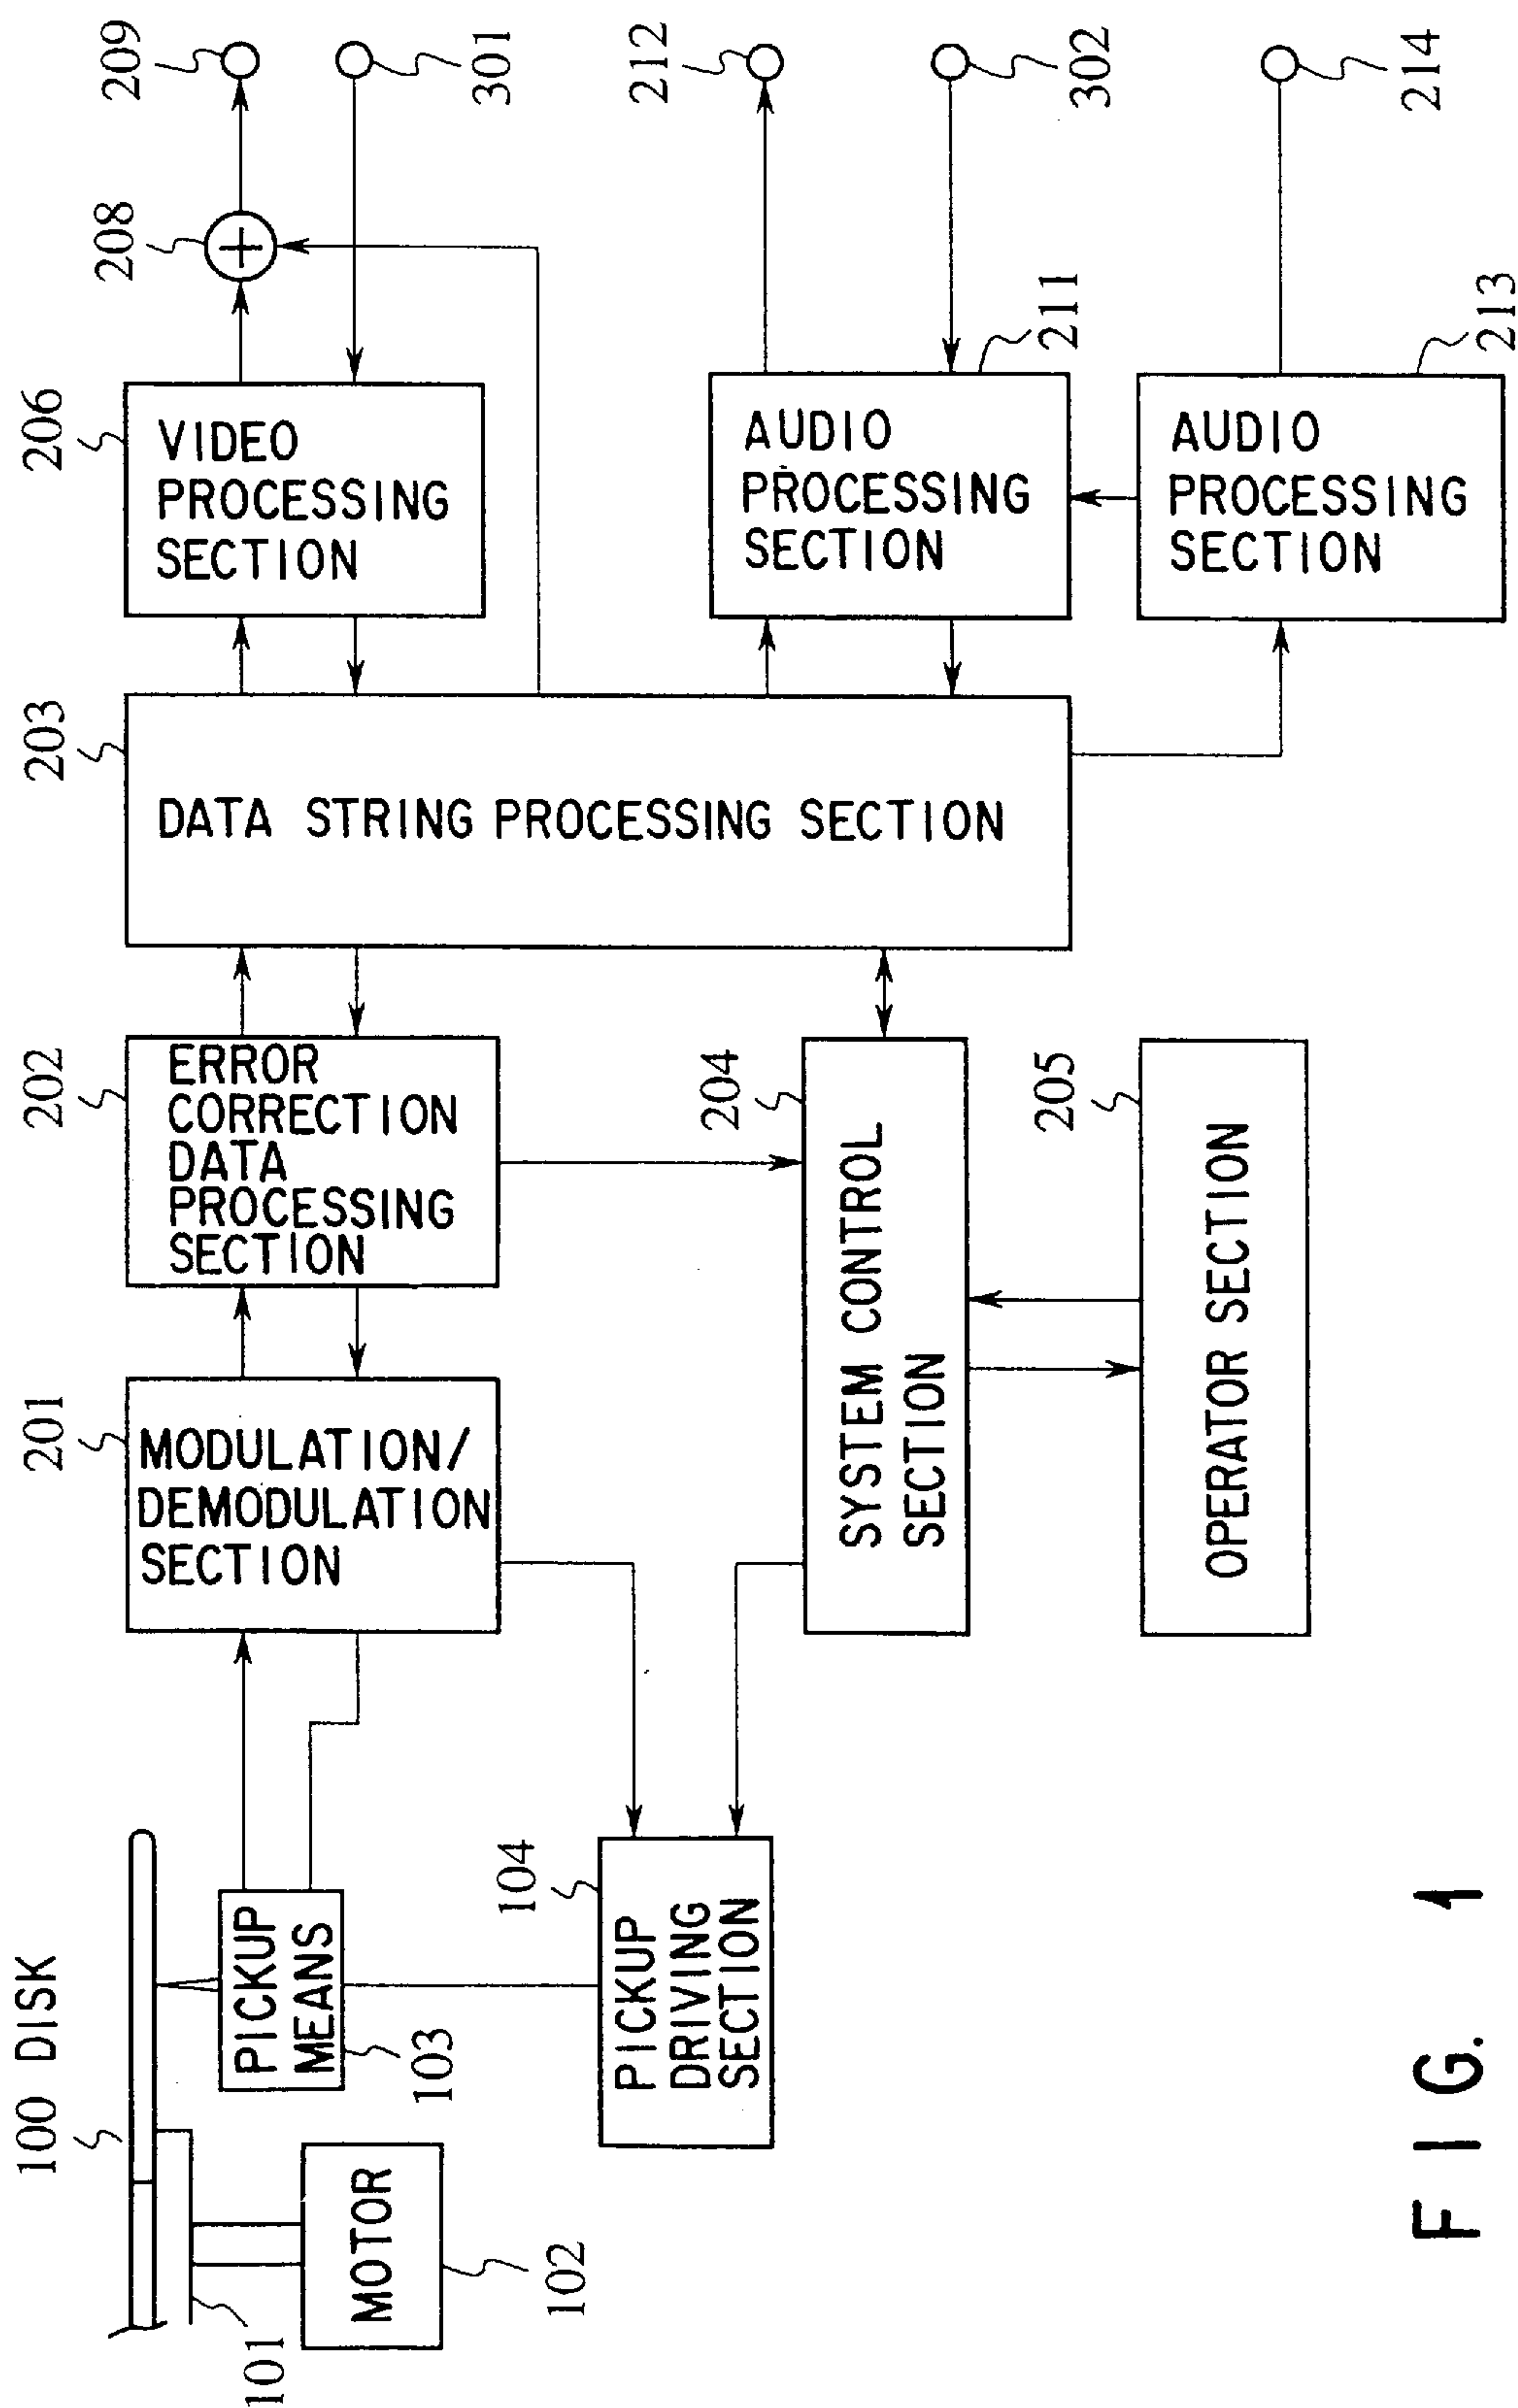 100 DISK
101
MOTOR
102
PICKUP
MEANS
103
104
PICKUP
DRIVING
SECTION
201
MODULATION/
DEMODULATION
SECTION
202
ERROR
CORRECTION
DATA
PROCESSING
SECTION
204
SYSTEM CONTROL
SECTION
205
OPERATOR SECTION
203
DATA STRING PROCESSING SECTION
206
VIDEO
PROCESSING
SECTION
208
209
301
AUDIO
PROCESSING
SECTION
211
212
302
AUDIO
PROCESSING
SECTION
213
214
FIG. 1